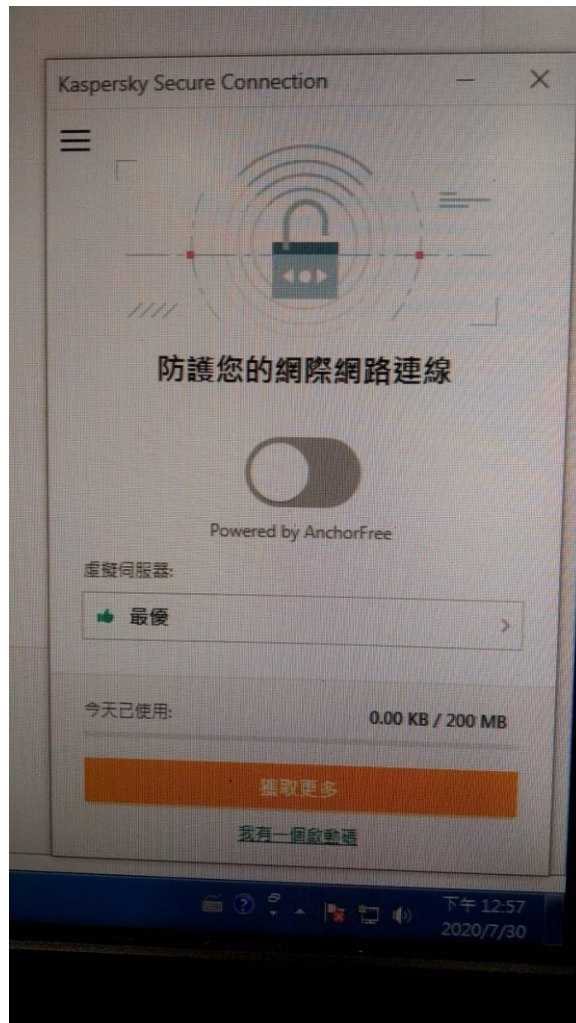 Kaspersky Secure Connection
防護您的網際網路連線
Powered by AnchorFree
虛擬伺服器:
最優
今天已使用:
0.00 KB / 200 MB
獲取更多
我有一個啟動碼
下午 12:57
2020/7/30